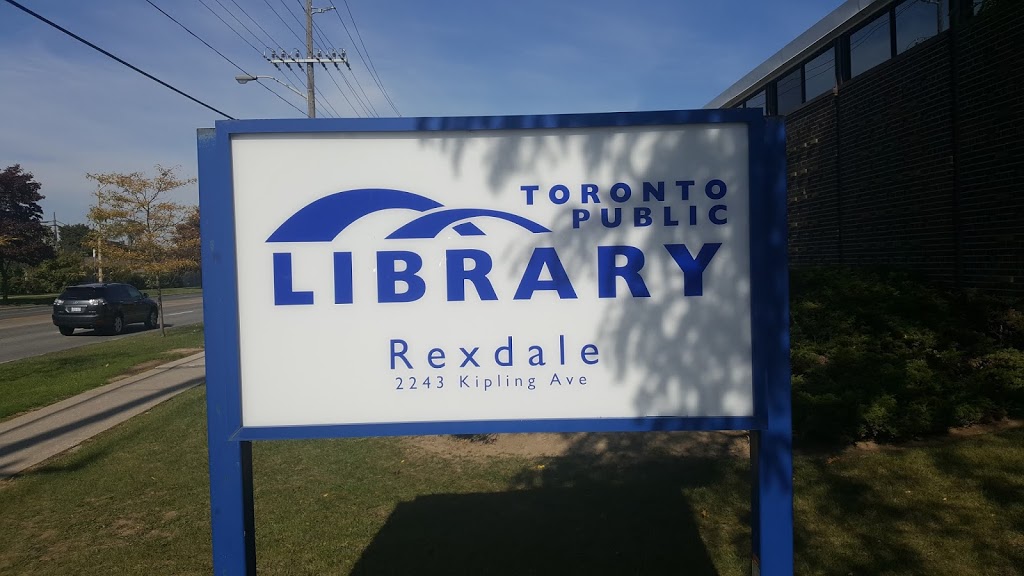 TORONTO
PUBLIC
LIBRARY
Rexdale
2243 Kipling Ave